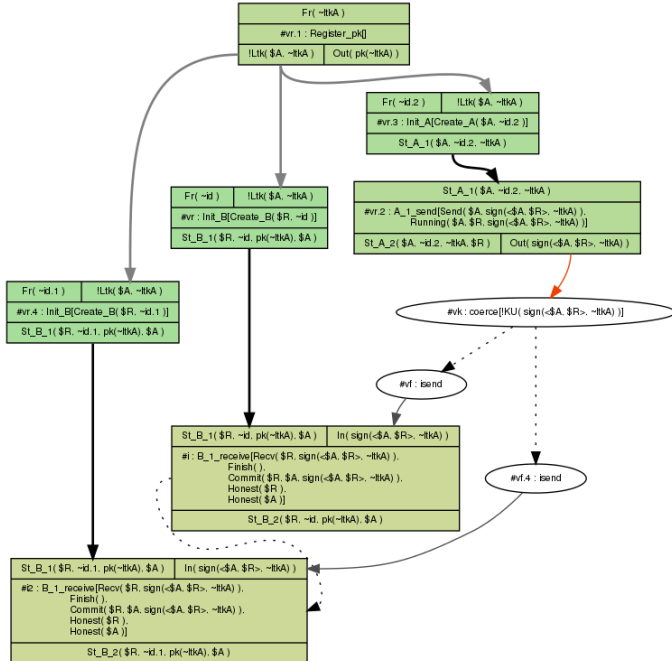 Fr( ~ltkA )
#vr.1 : Register_pk[]
!Ltk( $A. ~ltkA ) Out( pk(~ltkA) )
Fr( ~id.2 ) !Ltk( $A. ~ltkA )
#vr.3 : Init_A[Create_A( $A. ~id.2 )]
St_A_1( $A. ~id.2. ~ltkA )
St_A_1( $A. ~id.2. ~ltkA )
#vr.2 : A_1_send[Send( $A. sign(<$A. $R>. ~ltkA) ).
Running( $A. $R. sign(<$A. $R>. ~ltkA) )]
St_A_2( $A. ~id.2. ~ltkA. $R ) Out( sign(<$A. $R>. ~ltkA) )
Fr( ~id ) !Ltk( $A. ~ltkA )
#vr : Init_B[Create_B( $R. ~id )]
St_B_1( $R. ~id. pk(~ltkA). $A )
Fr( ~id.1 ) !Ltk( $A. ~ltkA )
#vr.4 : Init_B[Create_B( $R. ~id.1 )]
St_B_1( $R. ~id.1. pk(~ltkA). $A )
#vk : coerce[!KU( sign(<$A. $R>. ~ltkA) )]
#vf : isend
St_B_1( $R. ~id. pk(~ltkA). $A ) In( sign(<$A. $R>. ~ltkA) )
#i : B_1_receive[Recv( $R. sign(<$A. $R>. ~ltkA) ).
Finish( ).
Commit( $R. $A. sign(<$A. $R>. ~ltkA) ).
Honest( $R ).
Honest( $A )]
St_B_2( $R. ~id. pk(~ltkA). $A )
#vf.4 : isend
St_B_1( $R. ~id.1. pk(~ltkA). $A ) In( sign(<$A. $R>. ~ltkA) )
#i2 : B_1_receive[Recv( $R. sign(<$A. $R>. ~ltkA) ).
Finish( ).
Commit( $R. $A. sign(<$A. $R>. ~ltkA) ).
Honest( $R ).
Honest( $A )]
St_B_2( $R. ~id.1. pk(~ltkA). $A )